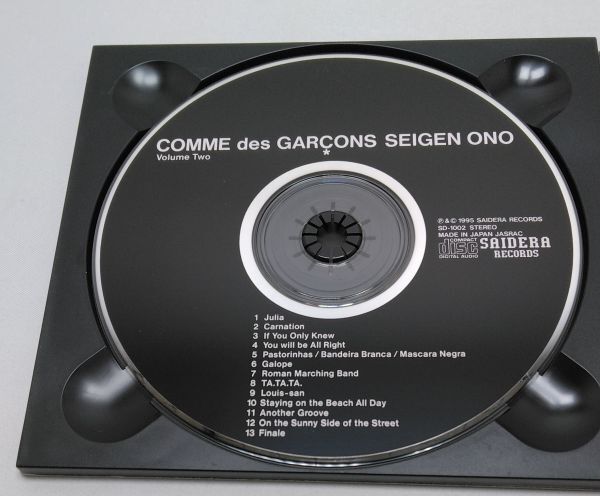 COMME des GARÇONS SEIGEN ONO
Volume Two
*
℗ & © 1995 SAIDERA RECORDS
SD-1002 STEREO
MADE IN JAPAN JASRAC
COMPACT
disc
DIGITAL AUDIO
SAIDERA
RECORDS
1 Julia
2 Carnation
3 If You Only Knew
4 You will be All Right
5 Pastorinhas / Bandeira Branca / Mascara Negra
6 Galope
7 Roman Marching Band
8 TA.TA.TA.
9 Louis-san
10 Staying on the Beach All Day
11 Another Groove
12 On the Sunny Side of the Street
13 Finale